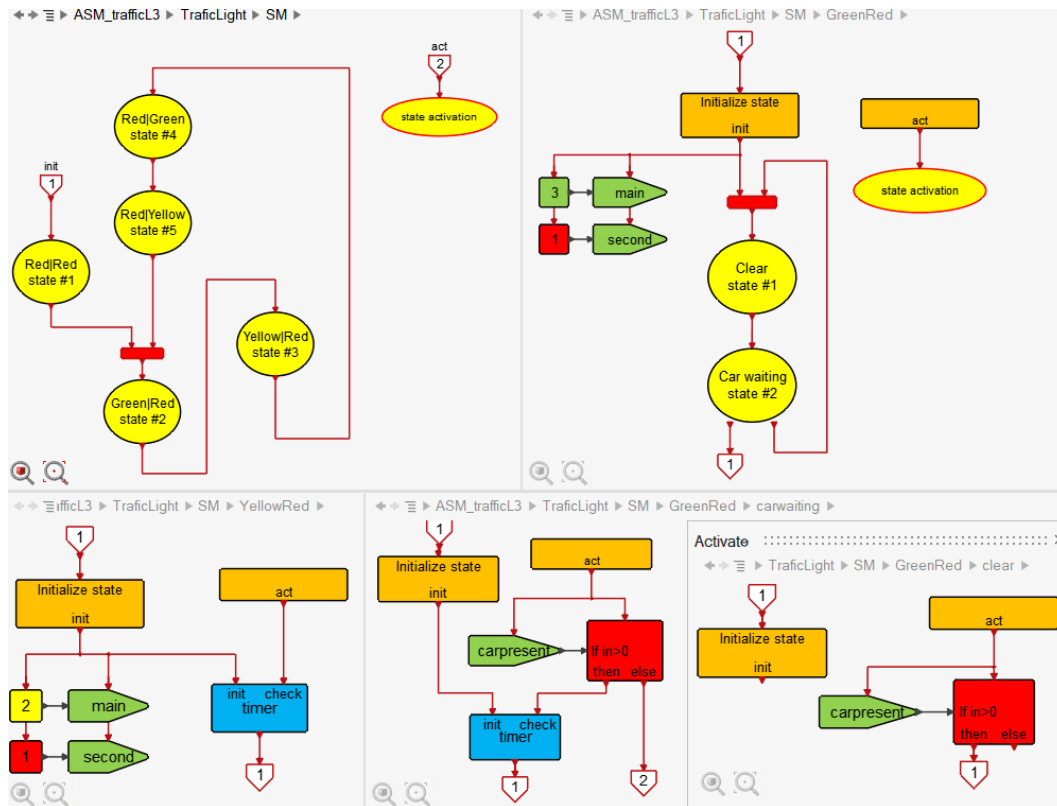 ASM_trafficL3 TraficLight SM
act
2
state activation
Red|Green
state #4
init
1
Red|Yellow
state #5
Red|Red
state #1
Yellow|Red
state #3
Green|Red
state #2
ASM_trafficL3 TraficLight SM GreenRed
1
Initialize state
init
act
state activation
3 main
1 second
Clear
state #1
Car waiting
state #2
1
TraficLight SM YellowRed
1
Initialize state
init
act
2 main
1 second
init check
timer
1
ASM_trafficL3 TraficLight SM GreenRed carwaiting
1
Initialize state
init
act
carpresent
If in>0
then else
init check
timer
1
2
Activate
TraficLight SM GreenRed clear
1
Initialize state
init
act
carpresent
If in>0
then else
1